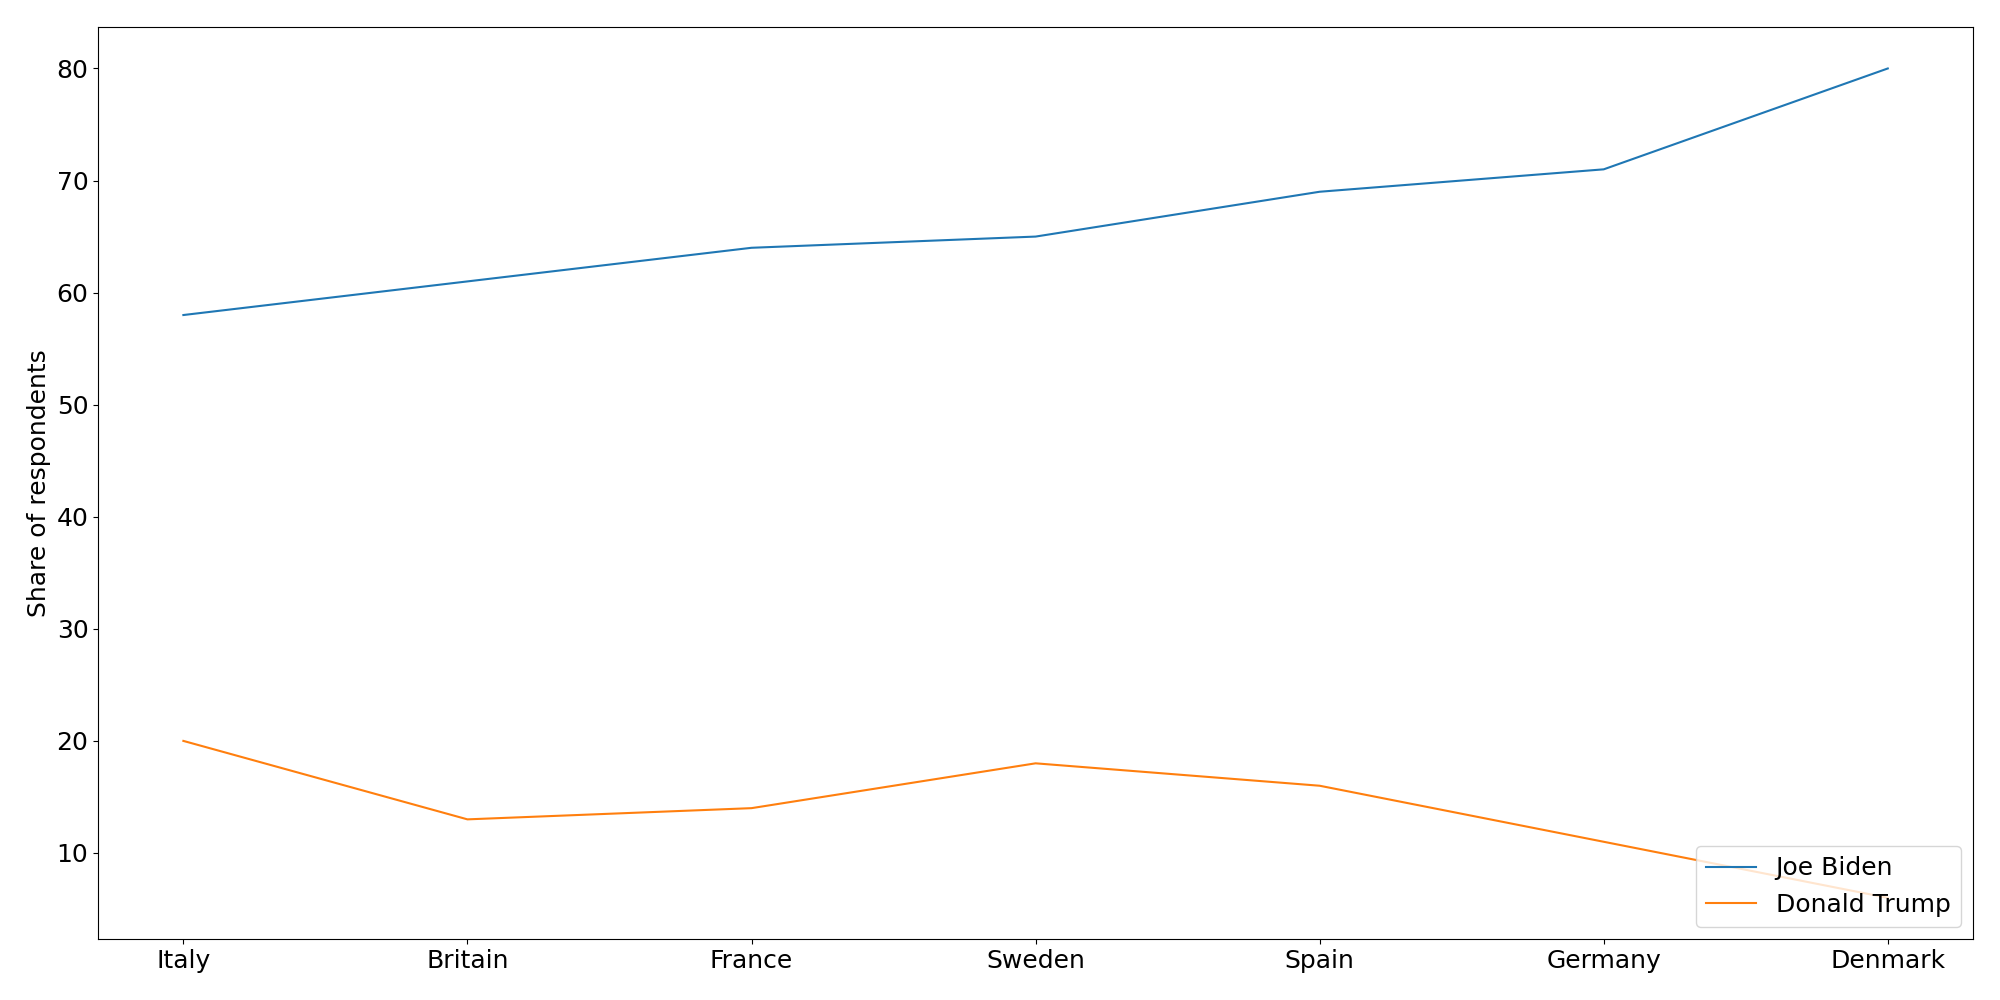 80
70
60
50
40
30
20
10
Share of respondents
Italy Britain France Sweden Spain Germany Denmark
Joe Biden
Donald Trump